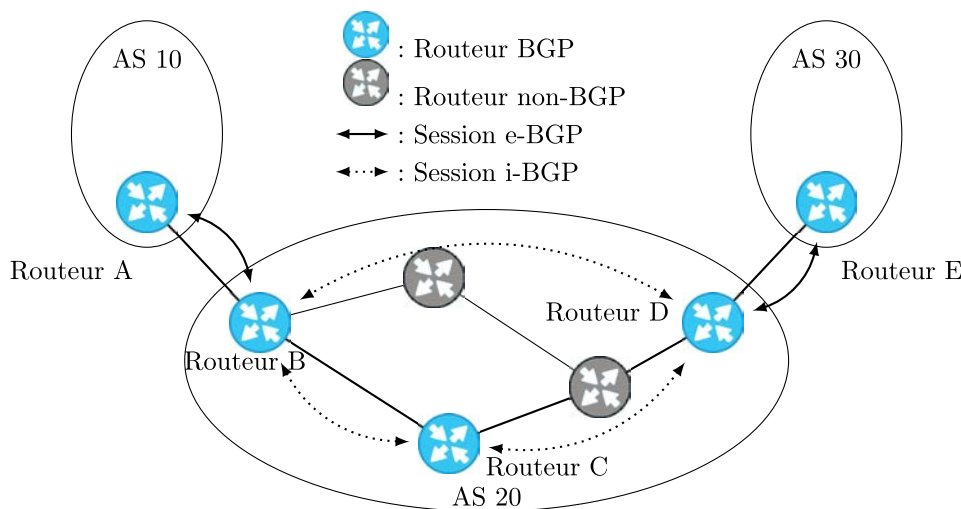 AS 10
: Routeur BGP
AS 30
: Routeur non-BGP
: Session e-BGP
: Session i-BGP
Routeur A
Routeur E
Routeur D
Routeur B
Routeur C
AS 20